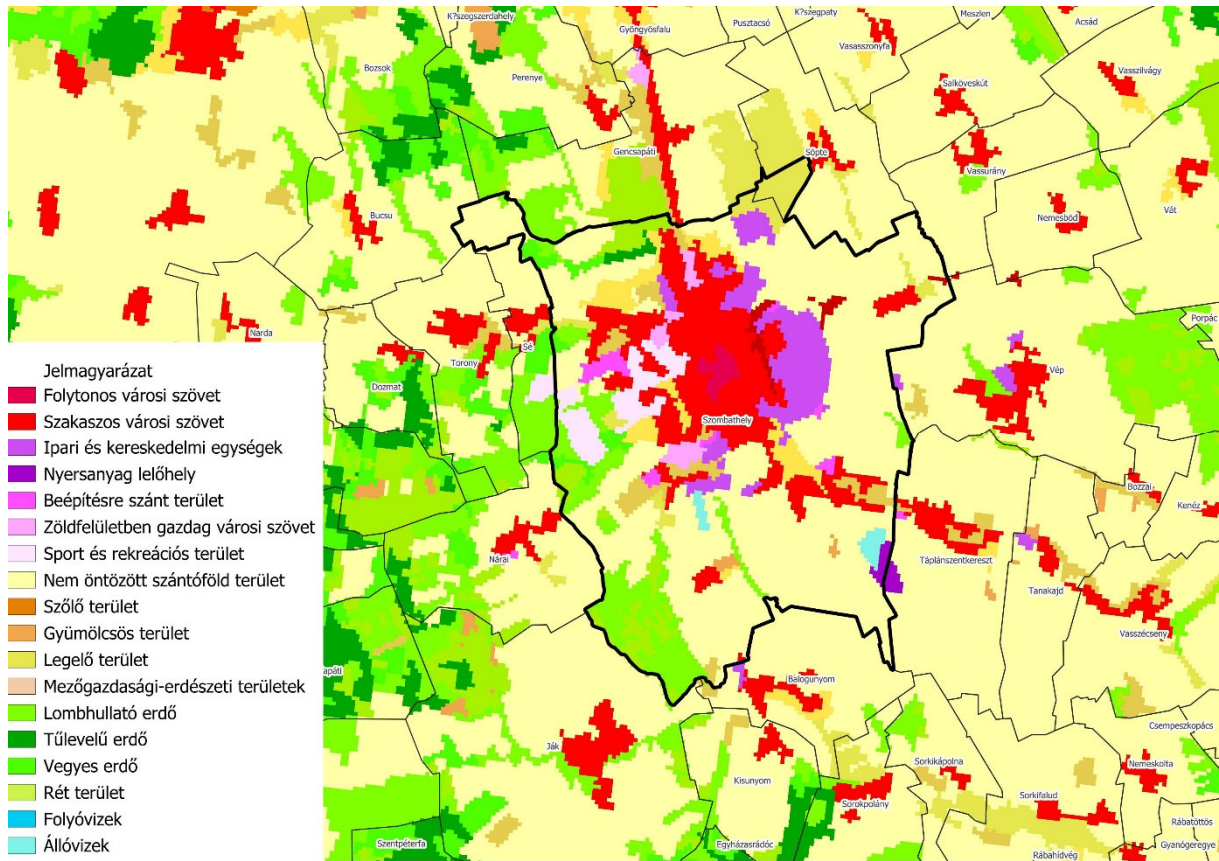 K?szegszerdahely
Gyöngyösfalu
Pusztacsó
K?szegpaty
Meszlen
Acsád
Vasasszonyfa
Bozsok
Perenye
Salköveskút
Vasszilvágy
Gencsapáti
Söpte
Vassurány
Bucsu
Nemesbőd
Vát
Narda
Torony
Sé
Porpác
Dozmat
Vép
Szombathely
Bozzai
Kenéz
Nárai
Táplánszentkereszt
Tanakajd
Vasszécseny
apáti
Balogunyom
Csempeszkopács
Ják
Kisunyom
Sorkikápolna
Nemeskolta
Sorokpolány
Sorkifalud
Rábatöttös
Szentpéterfa
Egyházasrádóc
Rábahídvég
Gyanógeregye
Jelmagyarázat
Folytonos városi szövet
Szakaszos városi szövet
Ipari és kereskedelmi egységek
Nyersanyag lelőhely
Beépítésre szánt terület
Zöldfelületben gazdag városi szövet
Sport és rekreációs terület
Nem öntözött szántóföld terület
Szőlő terület
Gyümölcsös terület
Legelő terület
Mezőgazdasági-erdészeti területek
Lombhullató erdő
Tűlevelű erdő
Vegyes erdő
Rét terület
Folyóvizek
Állóvizek